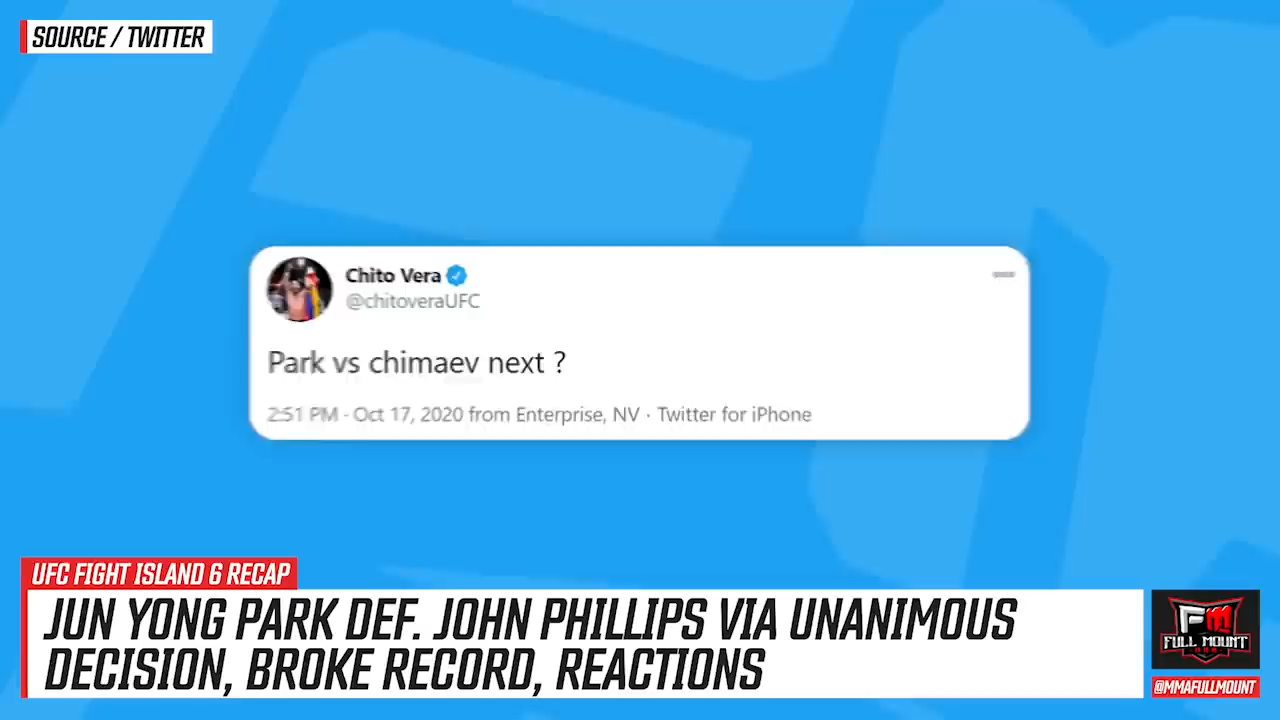 SOURCE / TWITTER
Chito Vera
@chitoveraUFC
Park vs chimaev next ?
2:51 PM · Oct 17, 2020 from Enterprise, NV · Twitter for iPhone
UFC FIGHT ISLAND 6 RECAP
JUN YONG PARK DEF. JOHN PHILLIPS VIA UNANIMOUS
DECISION, BROKE RECORD, REACTIONS
FM
FULL MOUNT
MMA
@MMAFULLMOUNT